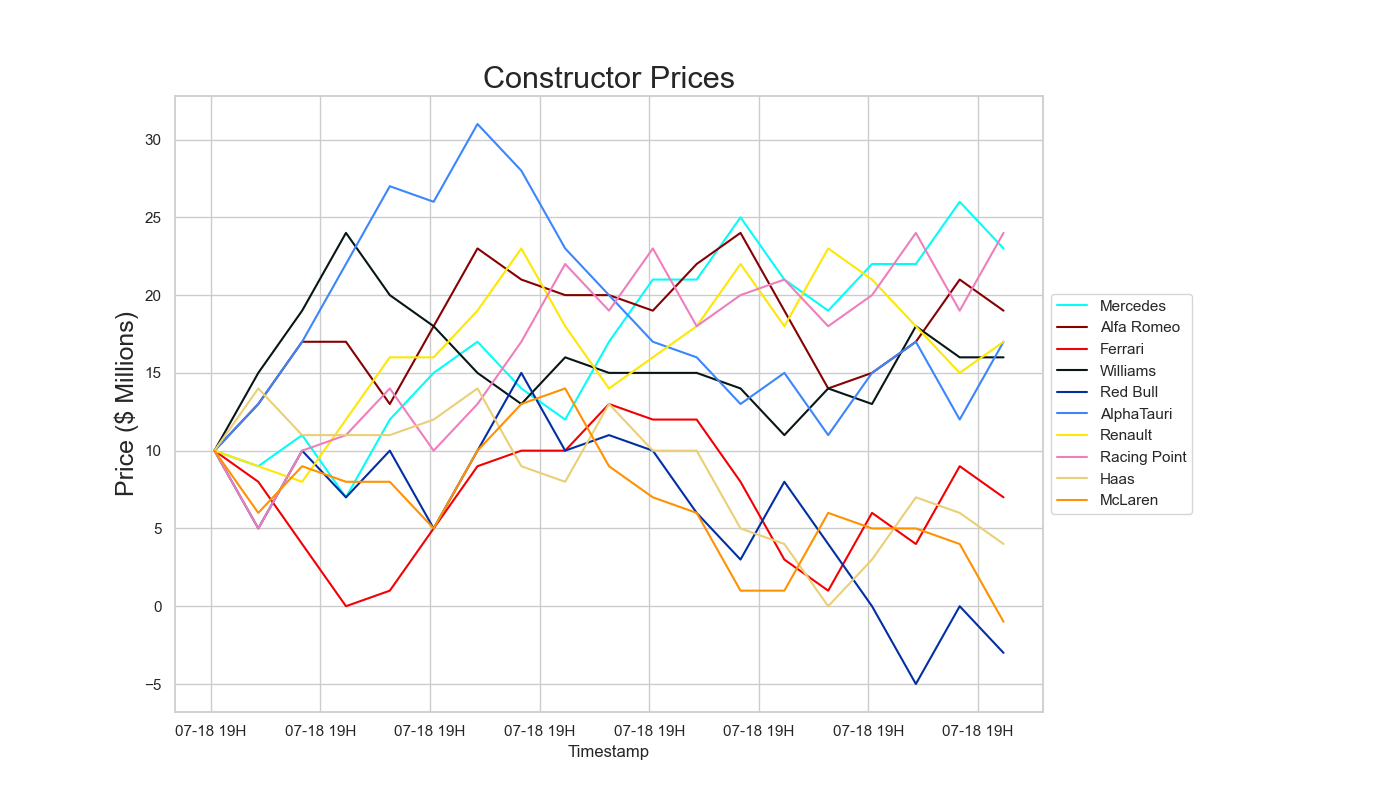 Constructor Prices
Price ($ Millions)
30
25
20
15
10
5
0
−5
07-18 19H 07-18 19H 07-18 19H 07-18 19H 07-18 19H 07-18 19H 07-18 19H 07-18 19H
Timestamp
Mercedes
Alfa Romeo
Ferrari
Williams
Red Bull
AlphaTauri
Renault
Racing Point
Haas
McLaren